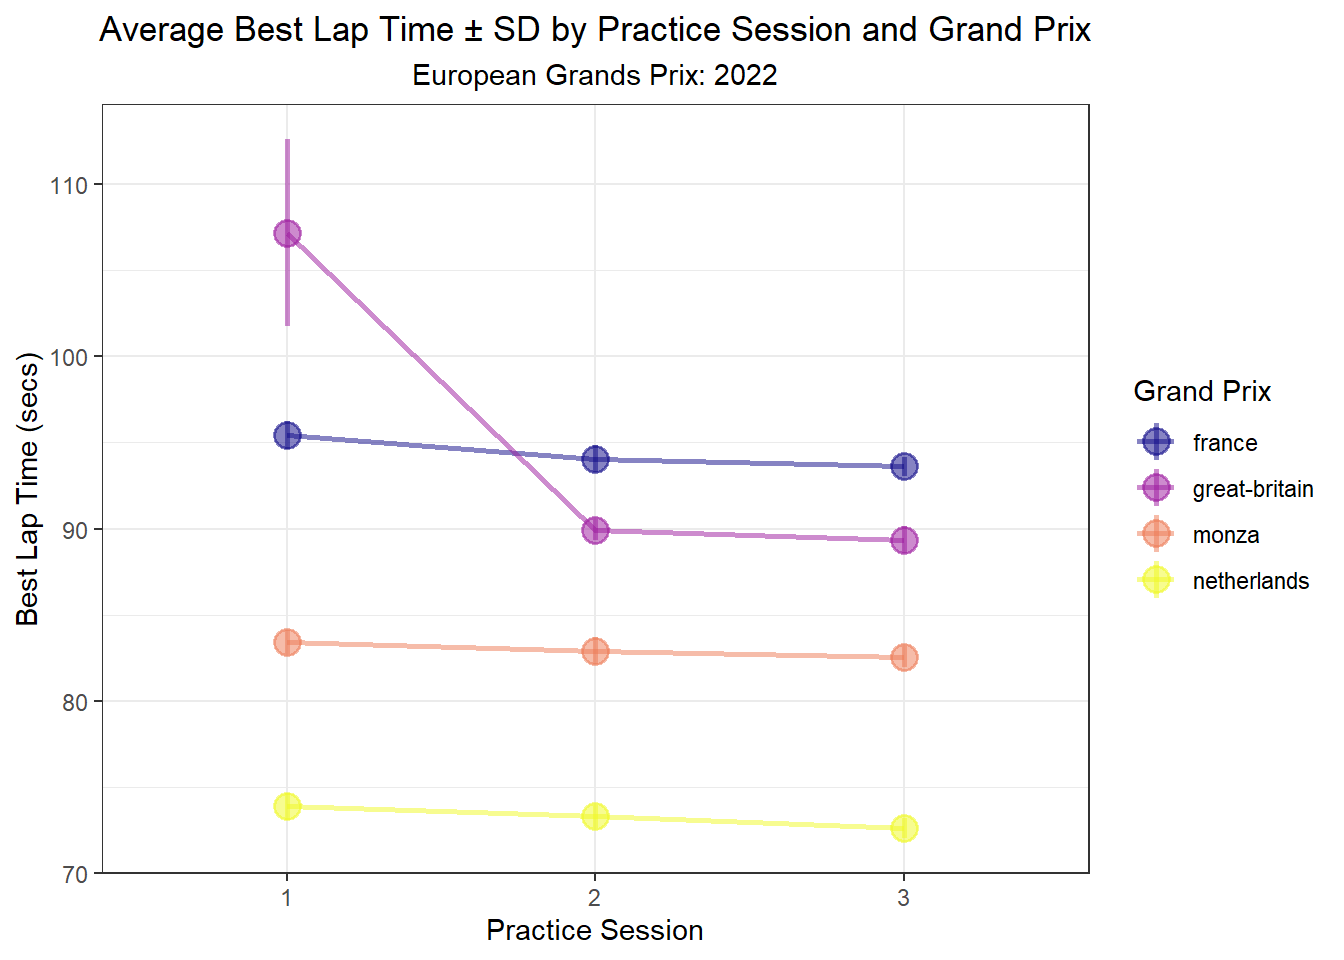 Average Best Lap Time ± SD by Practice Session and Grand Prix
European Grands Prix: 2022
Best Lap Time (secs)
110
100
90
80
70
1
2
3
Practice Session
Grand Prix
france
great-britain
monza
netherlands